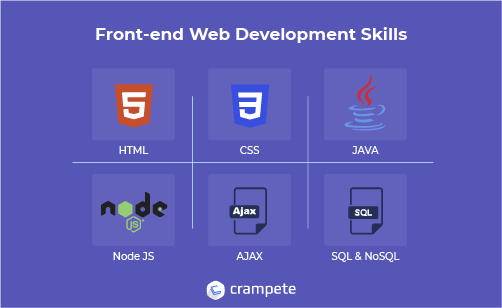 Front-end Web Development Skills
5
3
HTML
CSS
JAVA
node
JS
Ajax
SQL
Node JS
AJAX
SQL & NoSQL
crampete